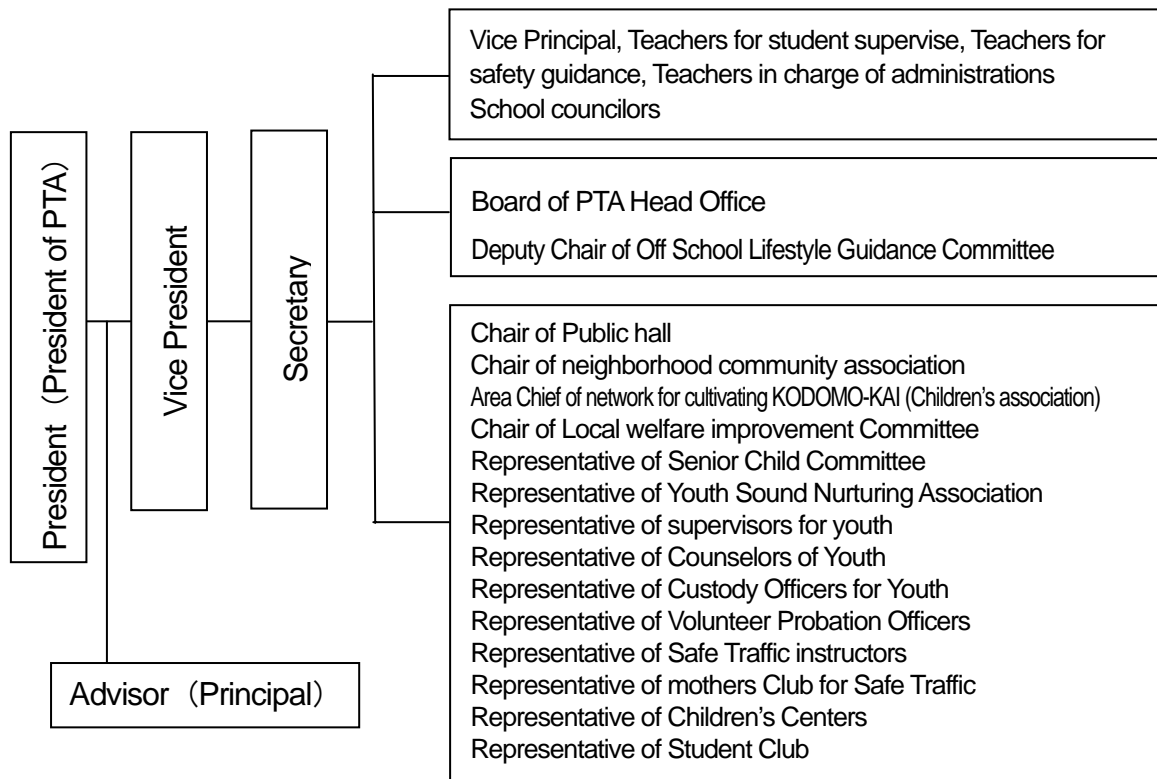 President （President of PTA）
Vice President
Secretary
Advisor （Principal）
Vice Principal, Teachers for student supervise, Teachers for
safety guidance, Teachers in charge of administrations
School councilors
Board of PTA Head Office
Deputy Chair of Off School Lifestyle Guidance Committee
Chair of Public hall
Chair of neighborhood community association
Area Chief of network for cultivating KODOMO-KAI (Children's association)
Chair of Local welfare improvement Committee
Representative of Senior Child Committee
Representative of Youth Sound Nurturing Association
Representative of supervisors for youth
Representative of Counselors of Youth
Representative of Custody Officers for Youth
Representative of Volunteer Probation Officers
Representative of Safe Traffic instructors
Representative of mothers Club for Safe Traffic
Representative of Children's Centers
Representative of Student Club